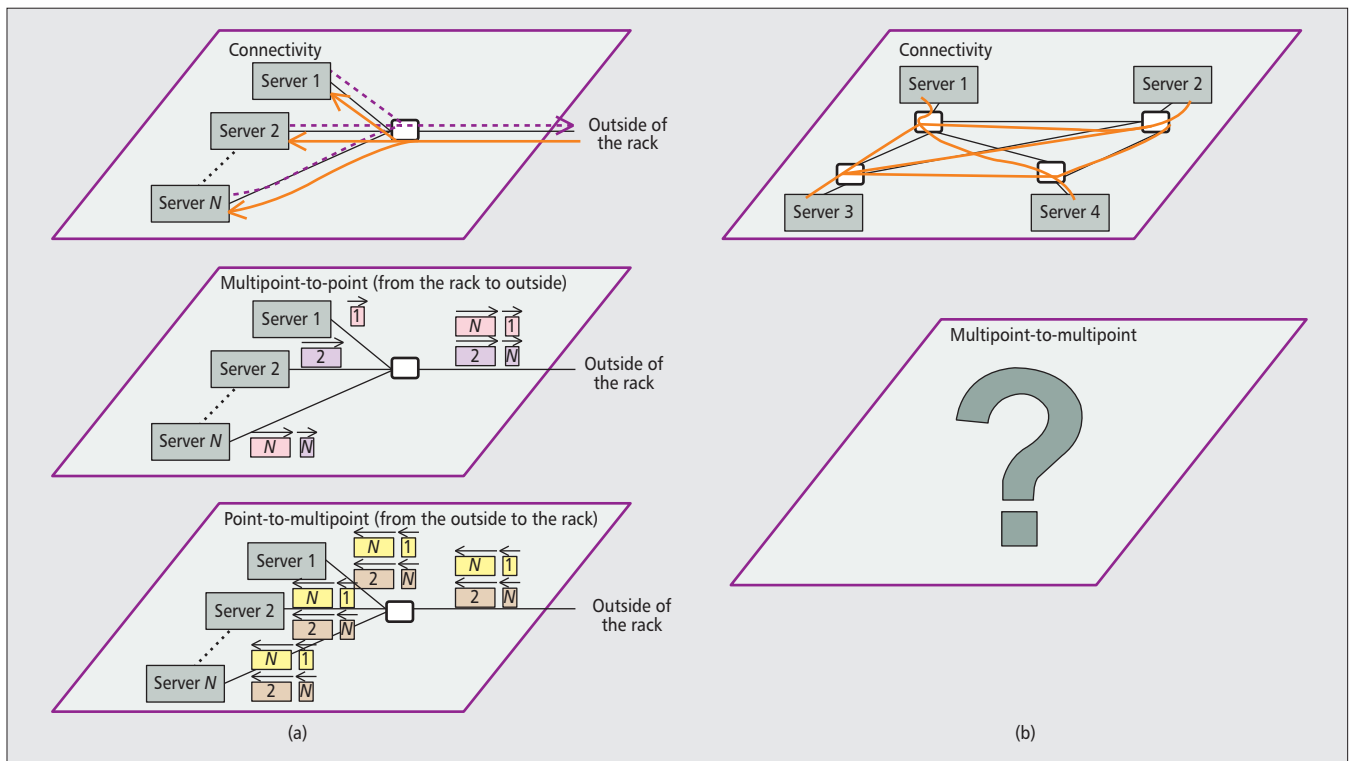 Connectivity
Server 1
Server 2
Server N
Outside of
the rack
Multipoint-to-point (from the rack to outside)
1
N 1
Server 1
2
2 N
Server 2
Outside of
the rack
Server N
N N
Point-to-multipoint (from the outside to the rack)
N 1
Server 1
N 1
2 N
2 N
N 1
Server 2
Outside of
the rack
2 N
N 1
Server N
2 N
(a)
Connectivity
Server 1
Server 2
Server 3
Server 4
Multipoint-to-multipoint
?
(b)